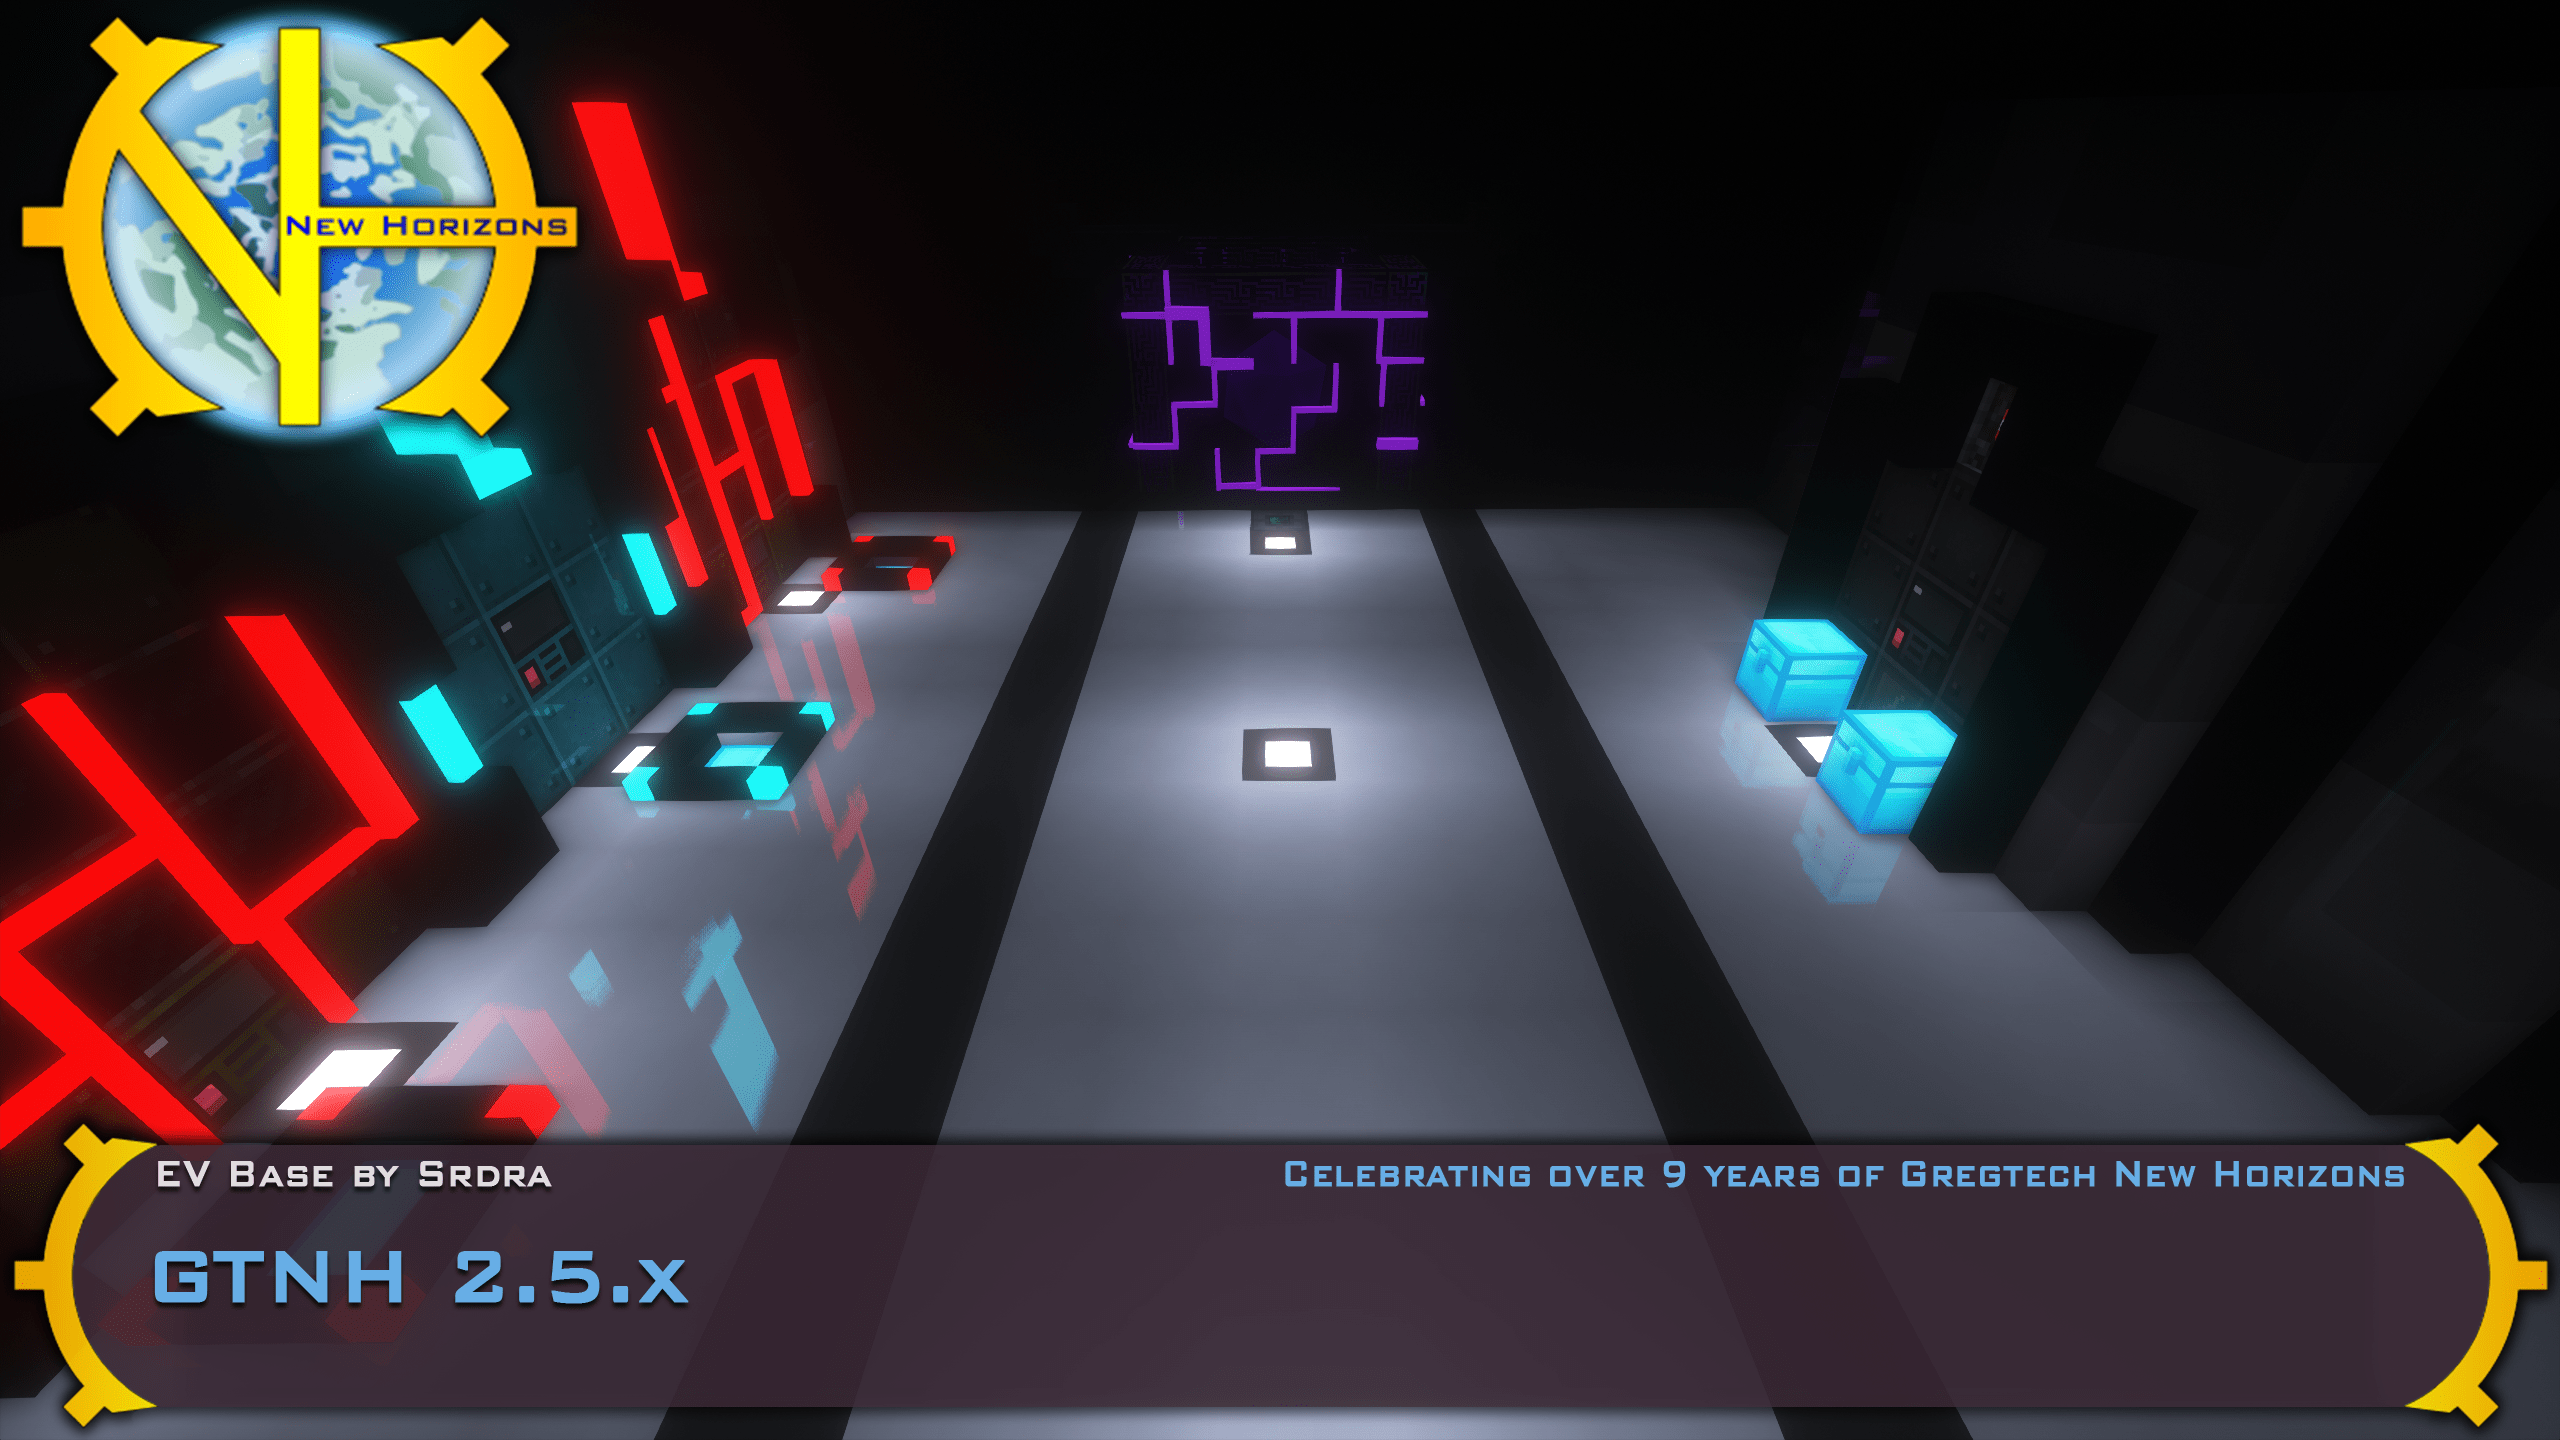 New Horizons
EV Base by Srdra
Celebrating over 9 years of Gregtech New Horizons
GTNH 2.5.x